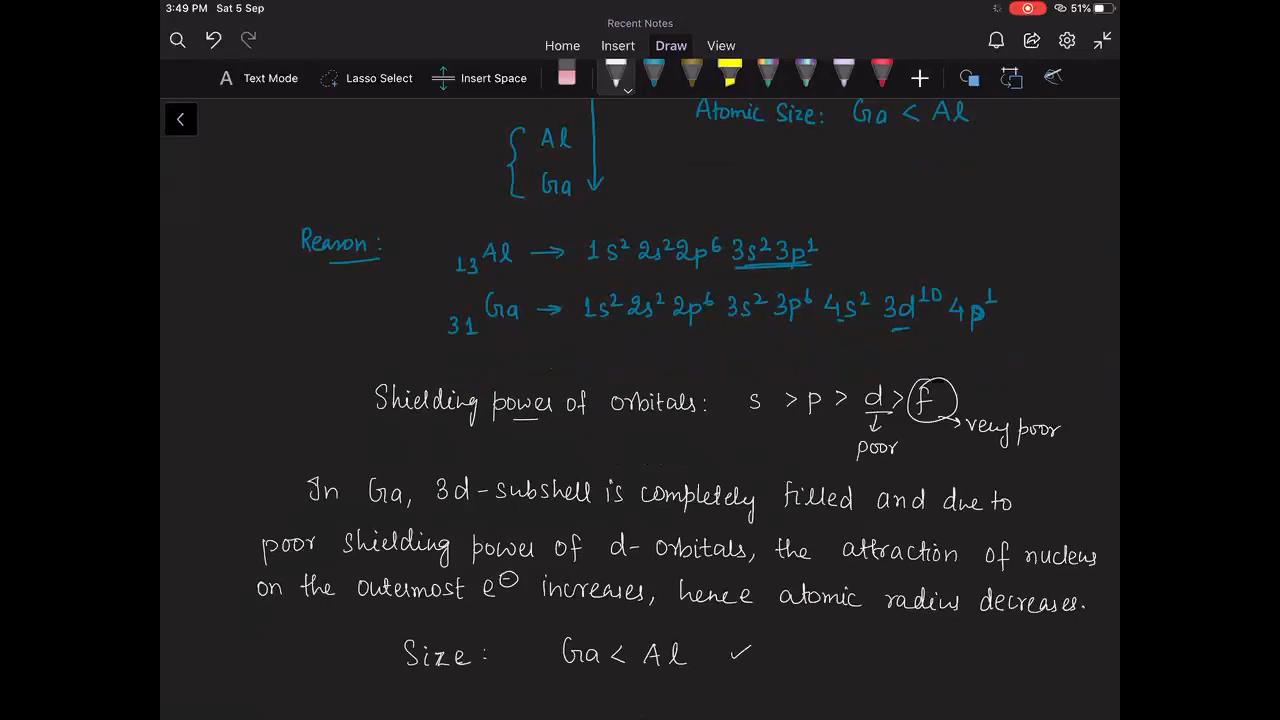 3:49 PM Sat 5 Sep
51%
Recent Notes
Home Insert Draw View
A Text Mode Lasso Select Insert Space
Atomic Size: Ga < Al
Al
Ga
Reason:
₁₃Al → 1s² 2s² 2p⁶ 3s² 3p¹
₃₁Ga → 1s² 2s² 2p⁶ 3s² 3p⁶ 4s² 3d¹⁰ 4p¹
Shielding power of orbitals: s > p > d > f
very poor
poor
In Ga, 3d-subshell is completely filled and due to
poor shielding power of d-orbitals, the attraction of nucleus
on the outermost e⊖ increases, hence atomic radius decreases.
Size: Ga < Al ✓